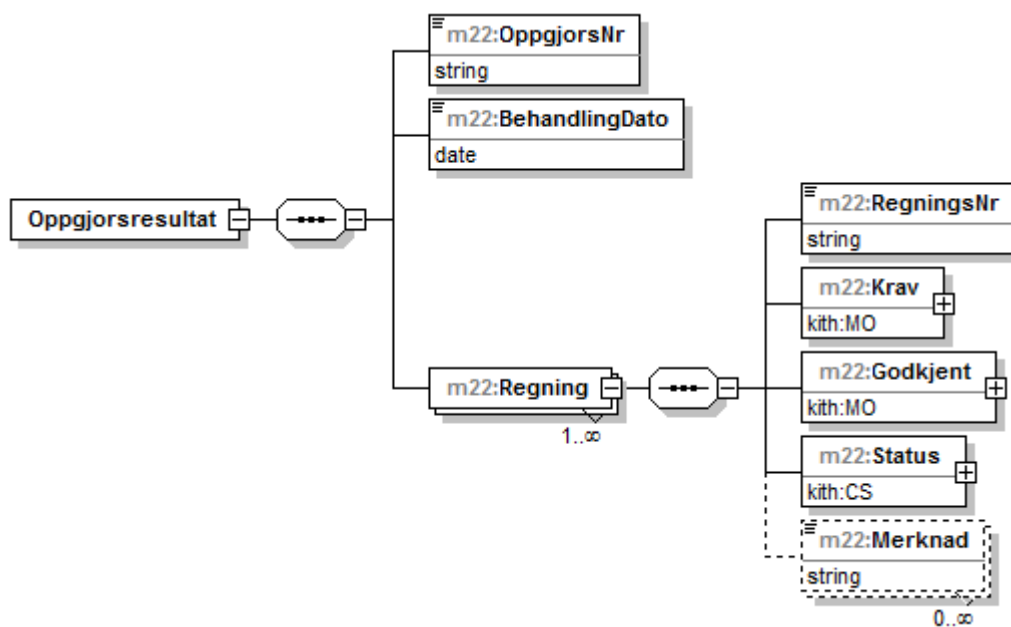 m22:OppgjorsNr
string
m22:BehandlingDato
date
Oppgjorsresultat
m22:RegningsNr
string
m22:Krav
kith:MO
m22:Regning
1..∞
m22:Godkjent
kith:MO
m22:Status
kith:CS
m22:Merknad
string
0..∞